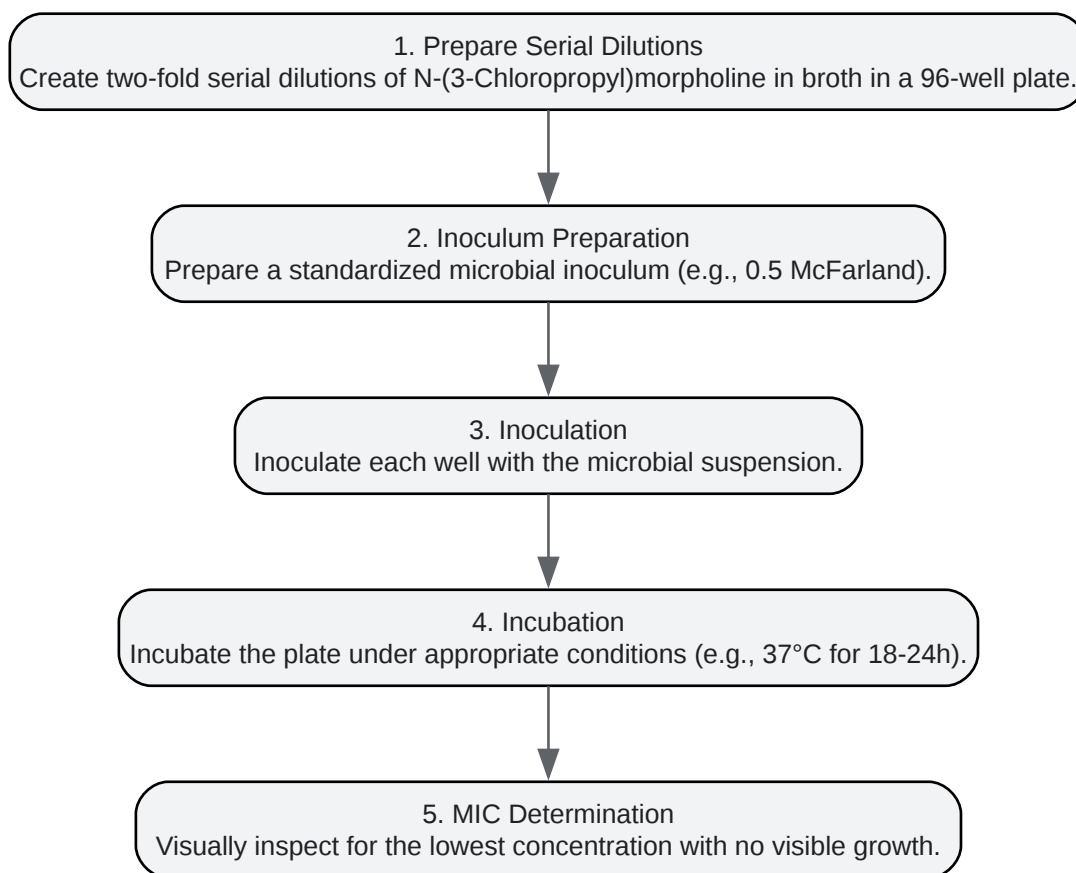 1. Prepare Serial Dilutions
Create two-fold serial dilutions of N-(3-Chloropropyl)morpholine in broth in a 96-well plate.
2. Inoculum Preparation
Prepare a standardized microbial inoculum (e.g., 0.5 McFarland).
3. Inoculation
Inoculate each well with the microbial suspension.
4. Incubation
Incubate the plate under appropriate conditions (e.g., 37°C for 18-24h).
5. MIC Determination
Visually inspect for the lowest concentration with no visible growth.